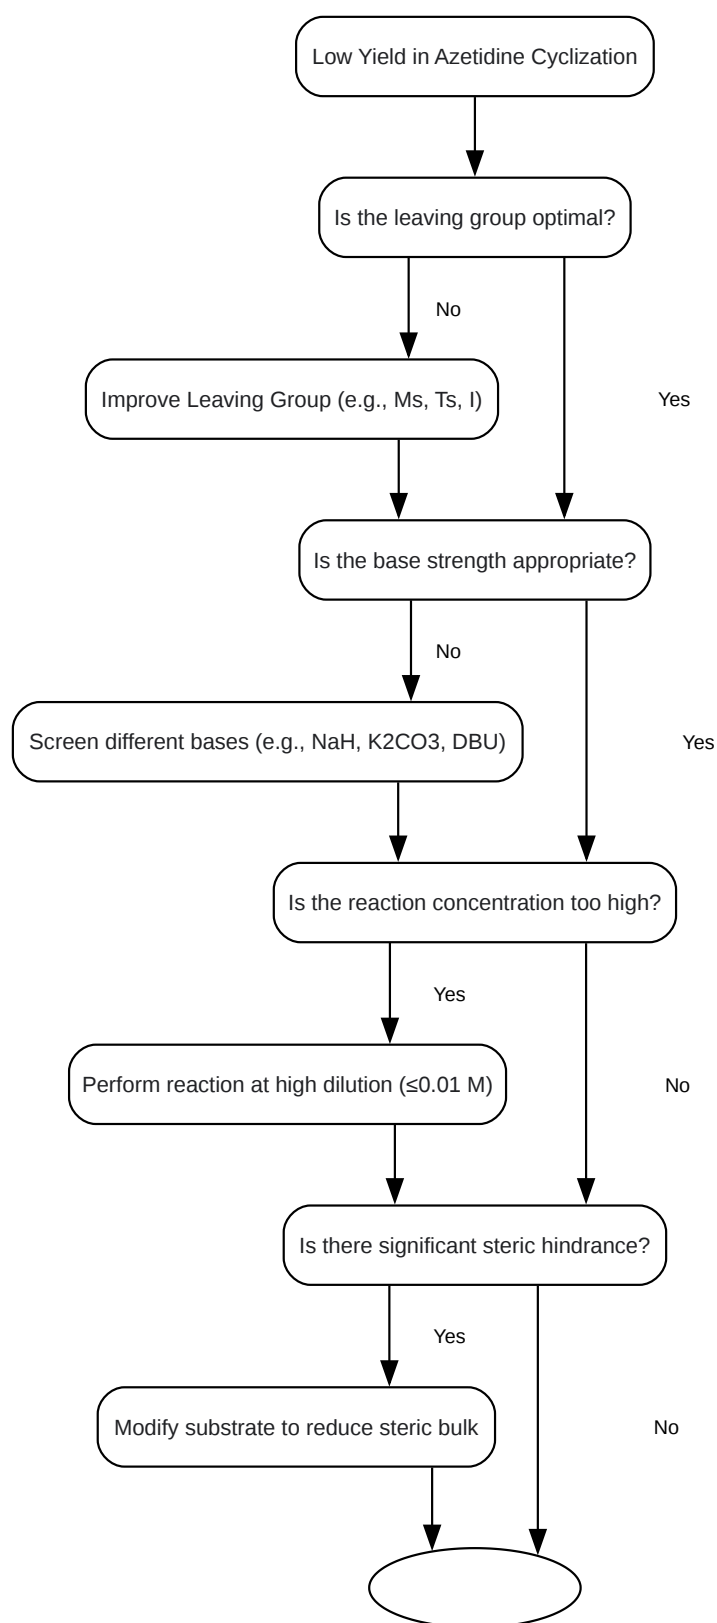 Low Yield in Azetidine Cyclization
Is the leaving group optimal?
No
Improve Leaving Group (e.g., Ms, Ts, I)
Yes
Is the base strength appropriate?
No
Screen different bases (e.g., NaH, K2CO3, DBU)
Yes
Is the reaction concentration too high?
Yes
Perform reaction at high dilution (≤0.01 M)
No
Is there significant steric hindrance?
Yes
Modify substrate to reduce steric bulk
No